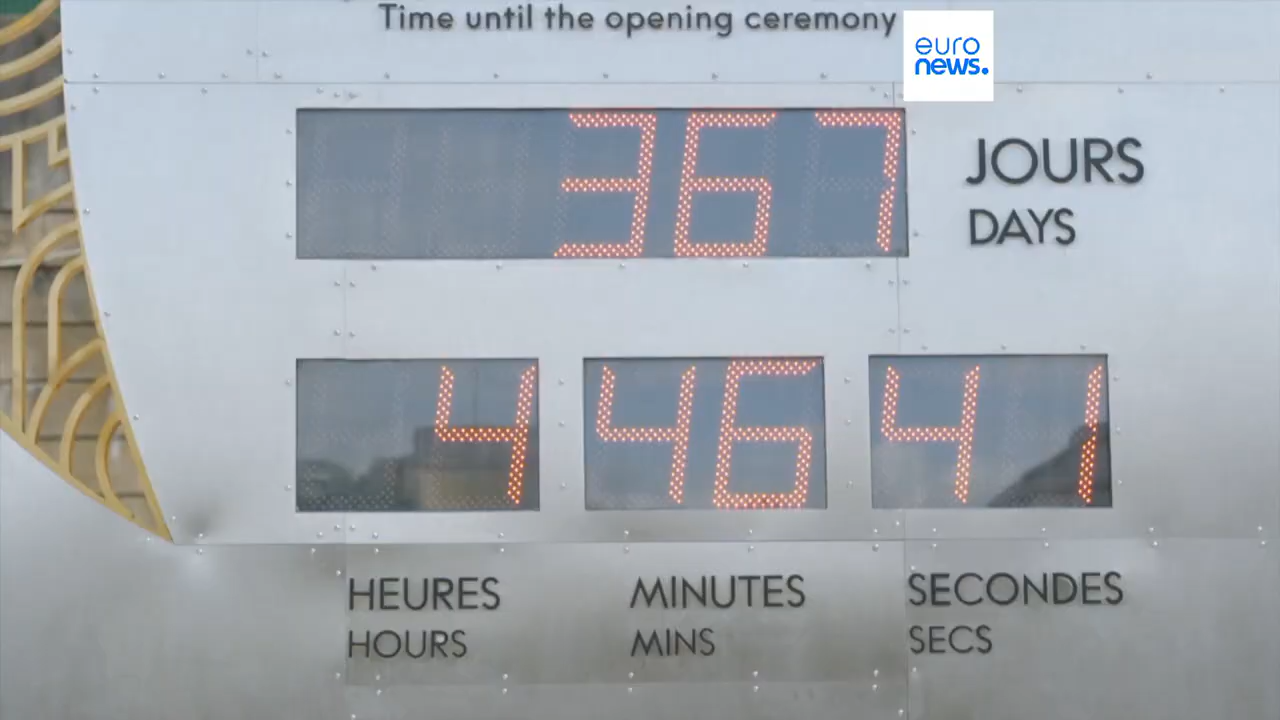 Time until the opening ceremony
euro
news.
367
JOURS
DAYS
4 46 41
HEURES MINUTES SECONDES
HOURS MINS SECS